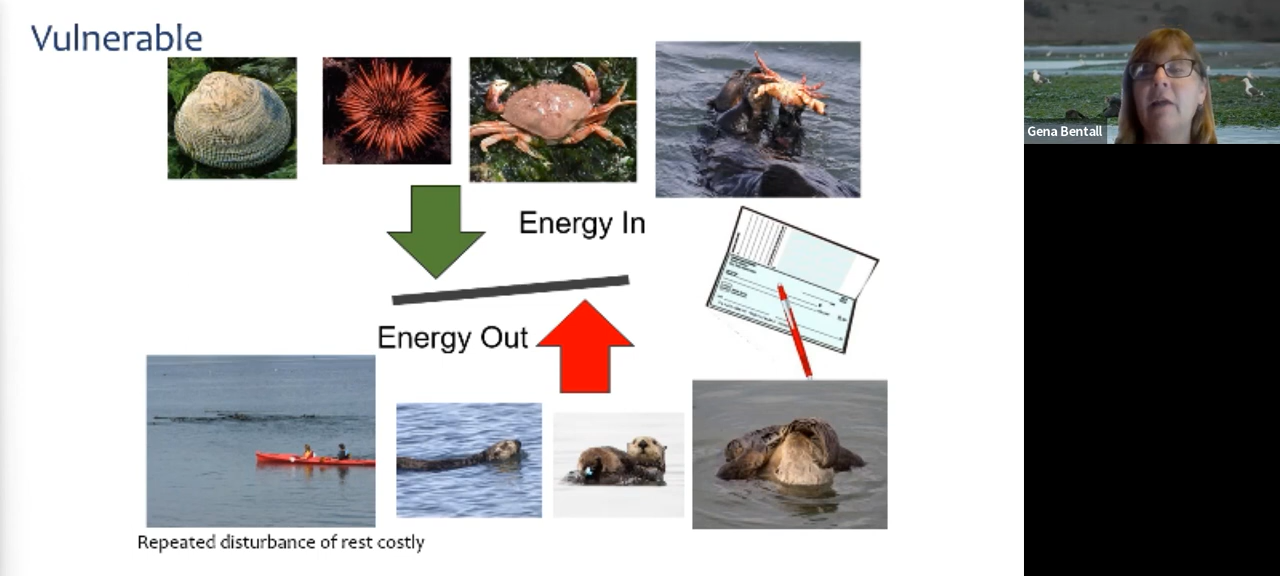 Vulnerable
Gena Bentall
Energy In
Energy Out
Repeated disturbance of rest costly